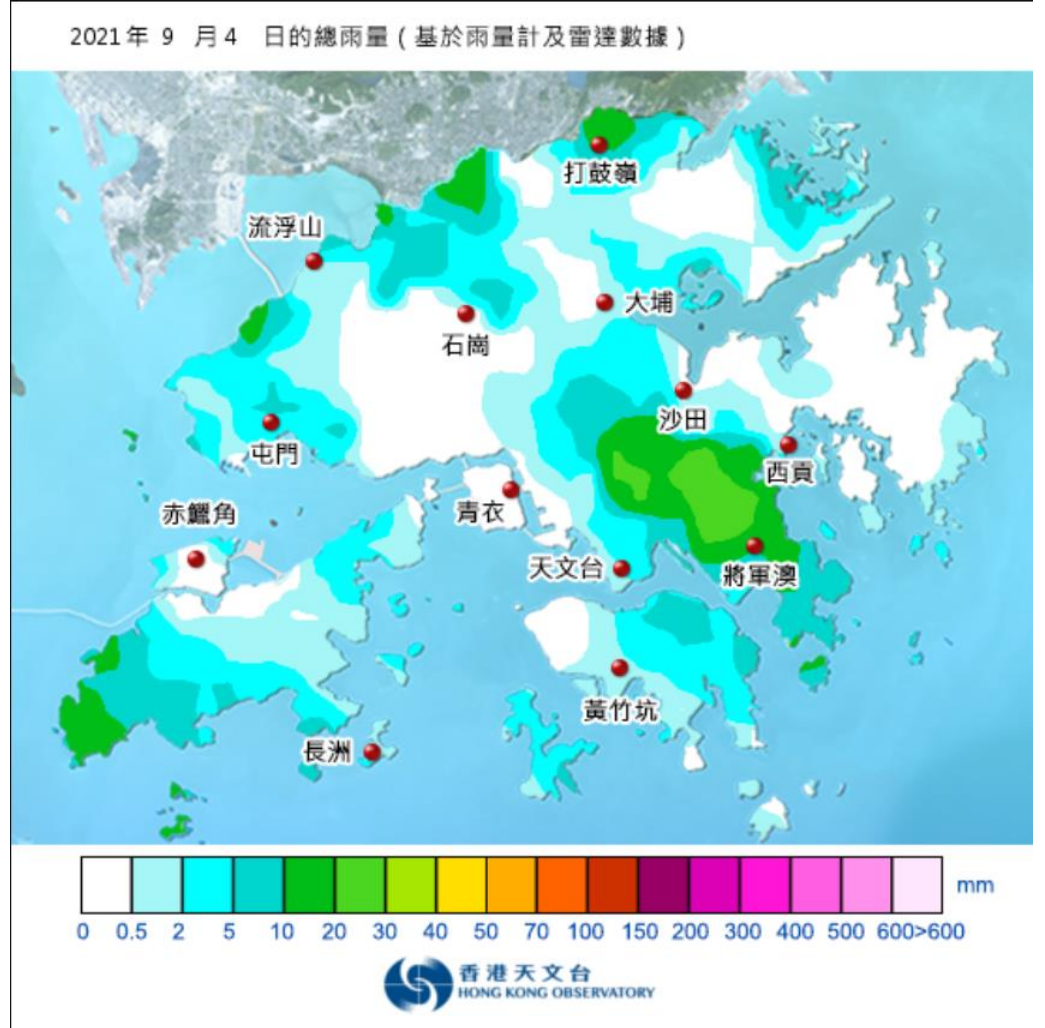 2021年 9 月4 日的總雨量 ( 基於雨量計及雷達數據 )
打鼓嶺
流浮山
大埔
石崗
沙田
屯門
西貢
青衣
赤鱲角
天文台
將軍澳
黃竹坑
長洲
mm
0 0.5 2 5 10 20 30 40 50 70 100 150 200 300 400 500 600>600
香港天文台
HONG KONG OBSERVATORY